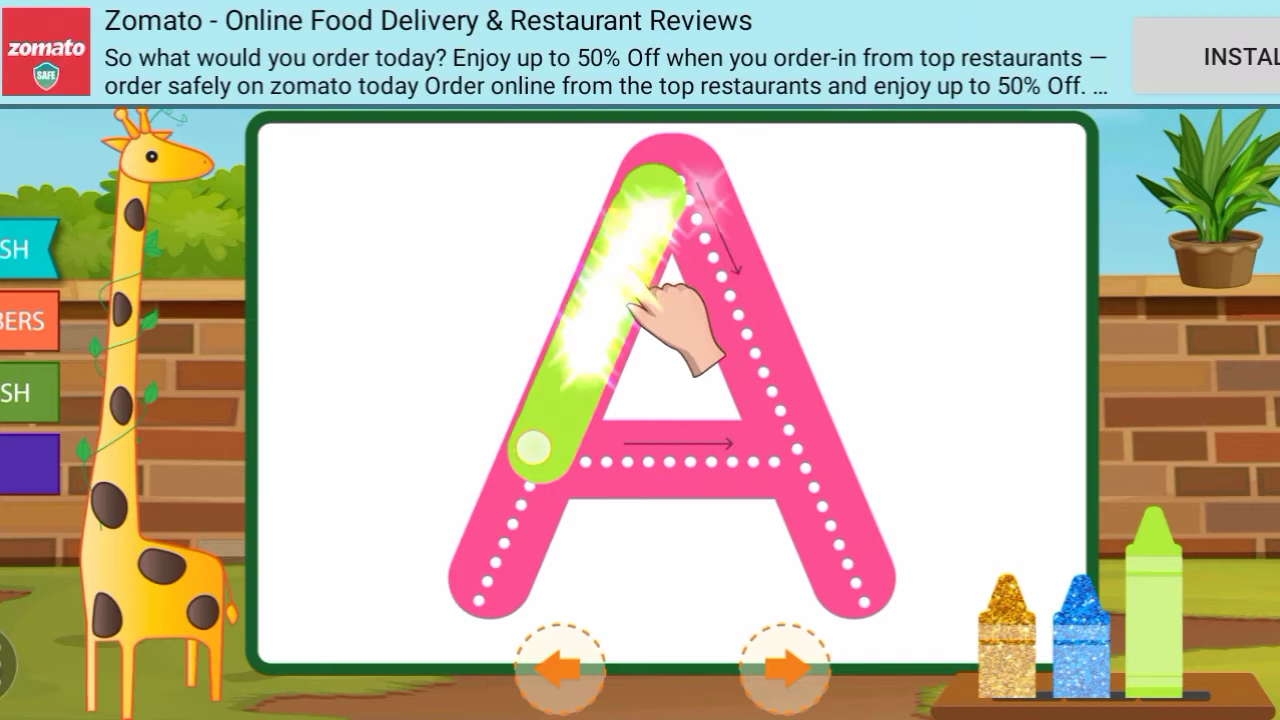 Zomato - Online Food Delivery & Restaurant Reviews
zomato
SAFE
So what would you order today? Enjoy up to 50% Off when you order-in from top restaurants —
order safely on zomato today Order online from the top restaurants and enjoy up to 50% Off. ...
INSTAL
SH
BERS
SH
A